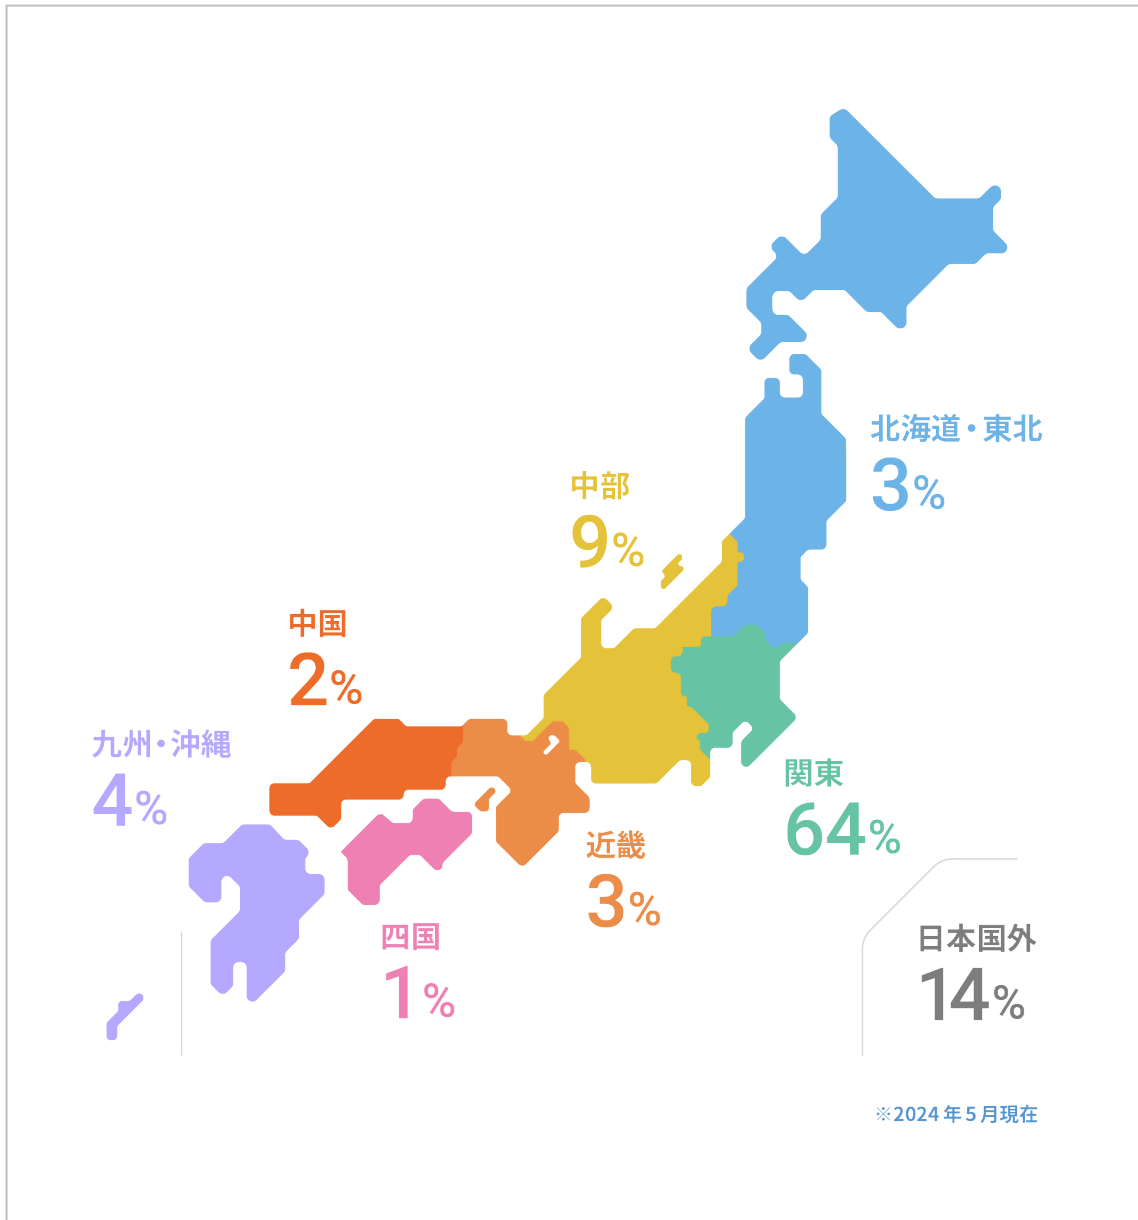 北海道・東北
3%
中部
9%
中国
2%
九州・沖縄
4%
関東
64%
近畿
3%
四国
1%
日本国外
14%
※2024年5月現在